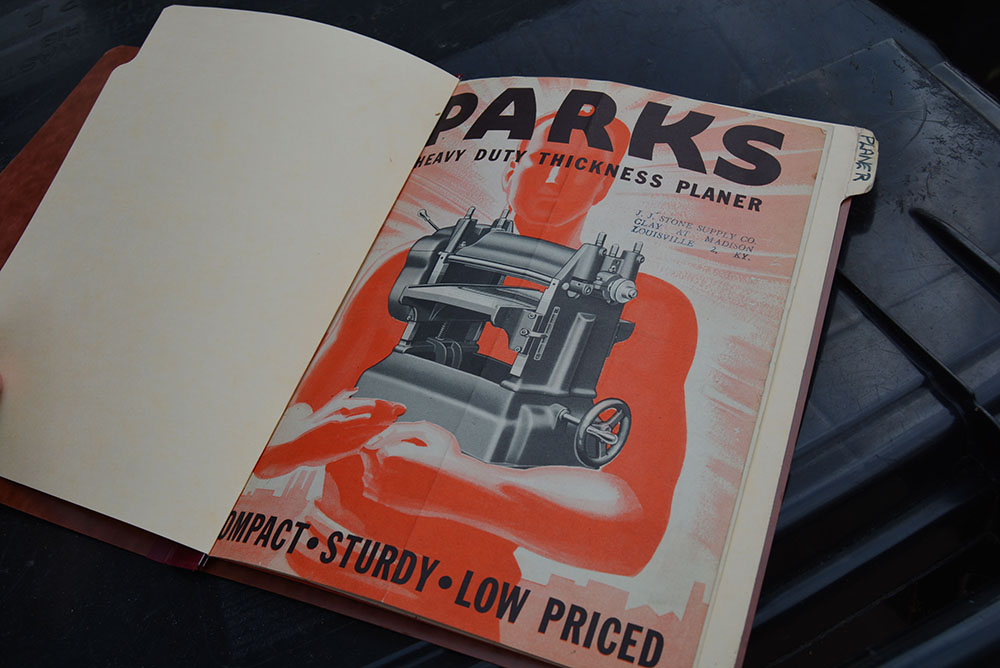 PARKS
HEAVY DUTY THICKNESS PLANER
J. J. STONE SUPPLY CO.
CLAY AT MADISON
LOUISVILLE 2, KY.
OMPACT • STURDY • LOW PRICED
PLANER